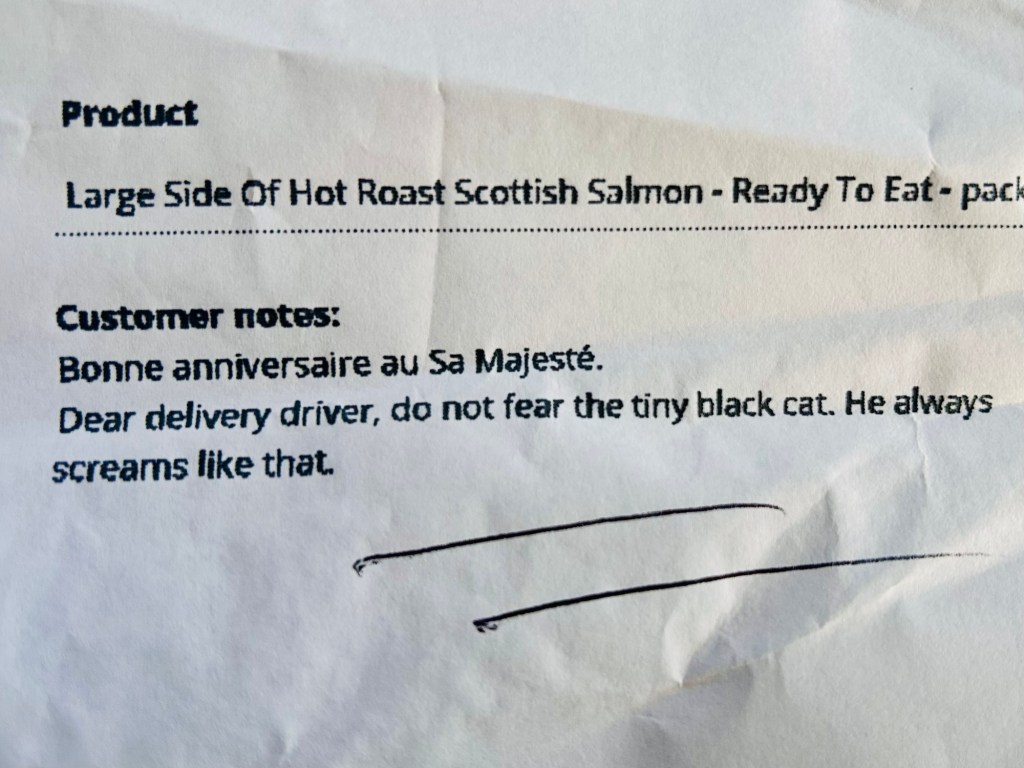 Product
Large Side Of Hot Roast Scottish Salmon - Ready To Eat - pack
Customer notes:
Bonne anniversaire au Sa Majesté.
Dear delivery driver, do not fear the tiny black cat. He always
screams like that.